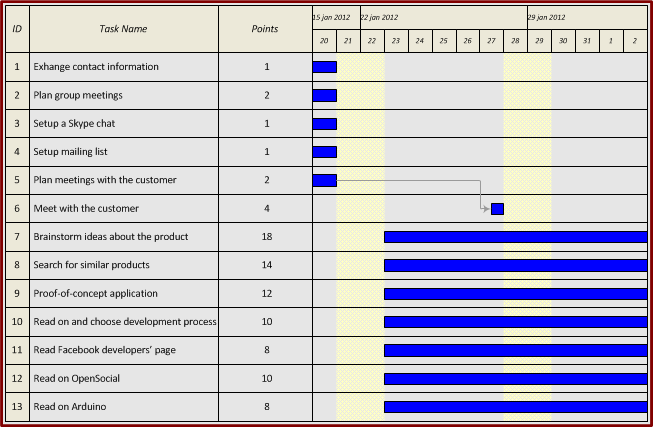 ID Task Name Points 15 jan 2012 22 jan 2012 29 jan 2012
20 21 22 23 24 25 26 27 28 29 30 31 1 2
1 Exhange contact information 1
2 Plan group meetings 2
3 Setup a Skype chat 1
4 Setup mailing list 1
5 Plan meetings with the customer 2
6 Meet with the customer 4
7 Brainstorm ideas about the product 18
8 Search for similar products 14
9 Proof-of-concept application 12
10 Read on and choose development process 10
11 Read Facebook developers' page 8
12 Read on OpenSocial 10
13 Read on Arduino 8